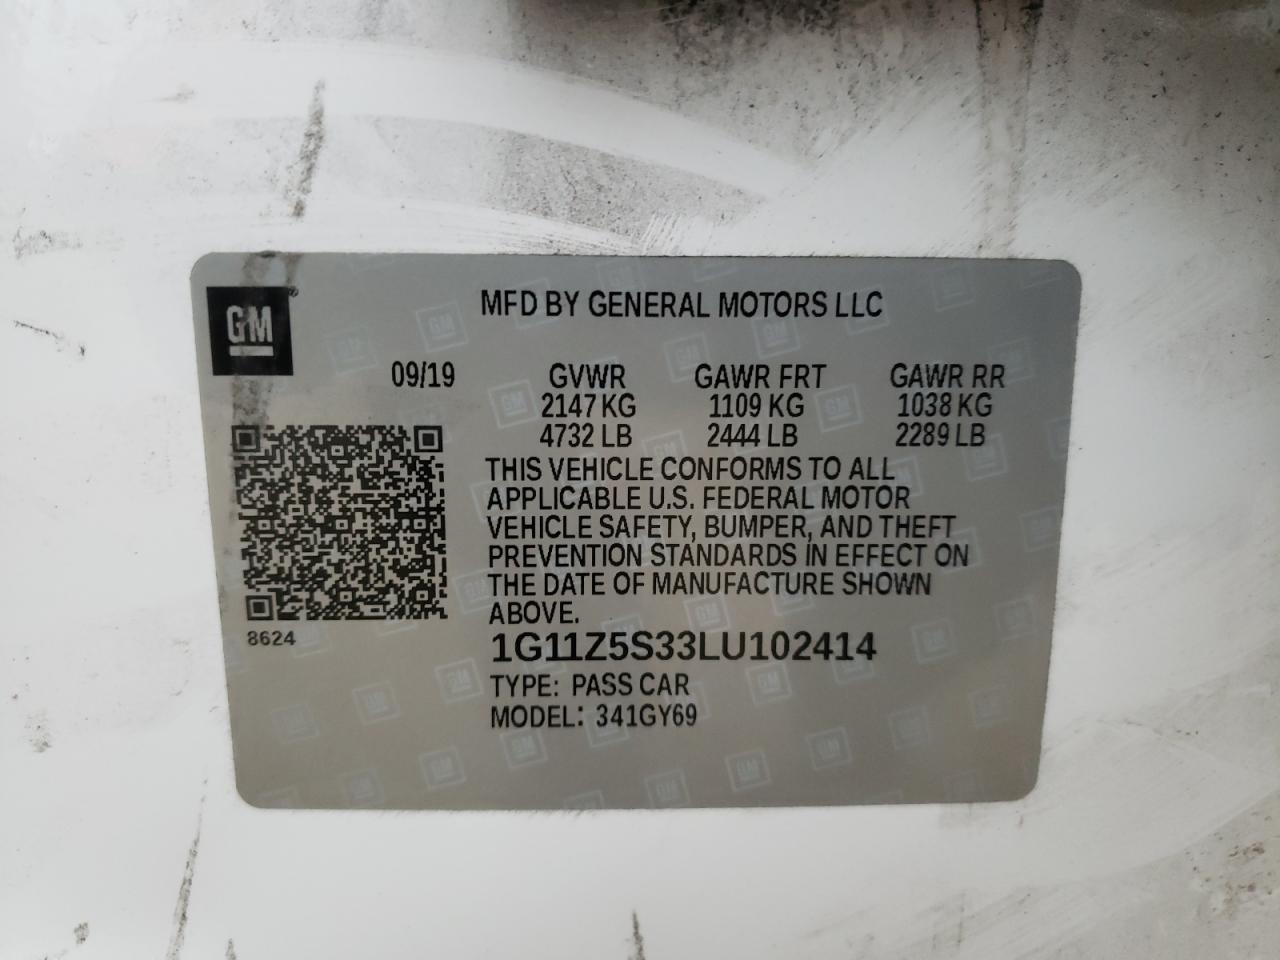 GM
MFD BY GENERAL MOTORS LLC
09/19 GVWR GAWR FRT GAWR RR
2147 KG 1109 KG 1038 KG
4732 LB 2444 LB 2289 LB
THIS VEHICLE CONFORMS TO ALL
APPLICABLE U.S. FEDERAL MOTOR
VEHICLE SAFETY, BUMPER, AND THEFT
PREVENTION STANDARDS IN EFFECT ON
THE DATE OF MANUFACTURE SHOWN
ABOVE.
8624
1G11Z5S33LU102414
TYPE: PASS CAR
MODEL: 341GY69